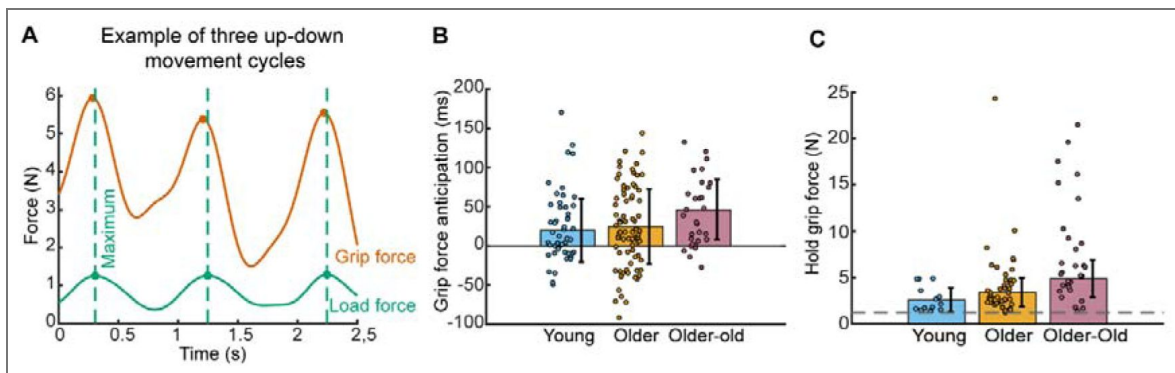 A
Example of three up-down
movement cycles
6
5
4
3
2
1
0
Force (N)
Maximum
Grip force
Load force
0
0.5
1
1.5
2
2,5
Time (s)
B
200
150
100
50
0
-50
-100
Grip force anticipation (ms)
Young
Older
Older-old
C
25
20
15
10
5
0
Hold grip force (N)
Young
Older
Older-Old